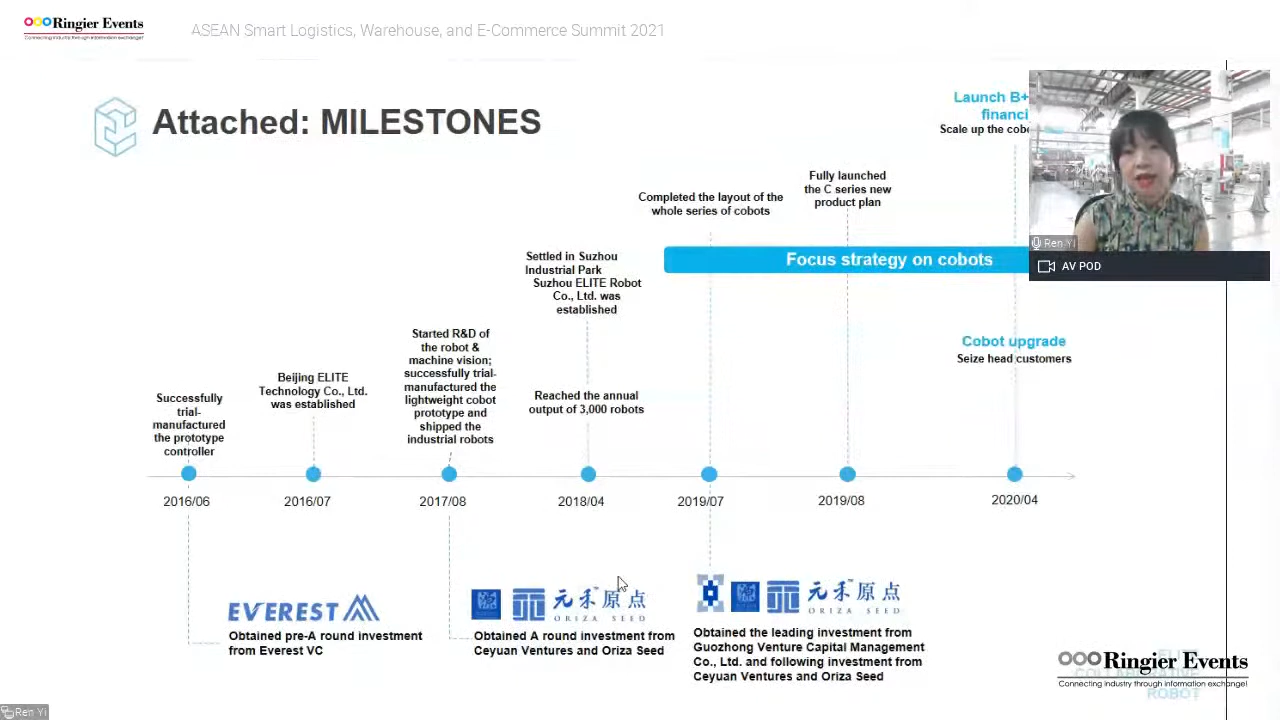 Ringier Events
Connecting industry through information exchange!
ASEAN Smart Logistics, Warehouse, and E-Commerce Summit 2021
Attached: MILESTONES
Launch B+
financi
Scale up the cobo
Ren Yi
AV POD
Fully launched
the C series new
product plan
Completed the layout of the
whole series of cobots
Focus strategy on cobots
Settled in Suzhou
Industrial Park
Suzhou ELITE Robot
Co., Ltd. was
established
Cobot upgrade
Seize head customers
Started R&D of
the robot &
machine vision;
successfully trial-
manufactured the
lightweight cobot
prototype and
shipped the
industrial robots
Beijing ELITE
Technology Co., Ltd.
was established
Reached the annual
output of 3,000 robots
Successfully
trial-
manufactured
the prototype
controller
2016/06
2016/07
2017/08
2018/04
2019/07
2019/08
2020/04
EVEREST
Obtained pre-A round investment
from Everest VC
元禾原点
ORIZA SEED
Obtained A round investment from
Ceyuan Ventures and Oriza Seed
元禾原点
ORIZA SEED
Obtained the leading investment from
Guozhong Venture Capital Management
Co., Ltd. and following investment from
Ceyuan Ventures and Oriza Seed
ELITE
COLLABORATIVE
ROBOT
Ringier Events
Connecting industry through information exchange!
Ren Yi